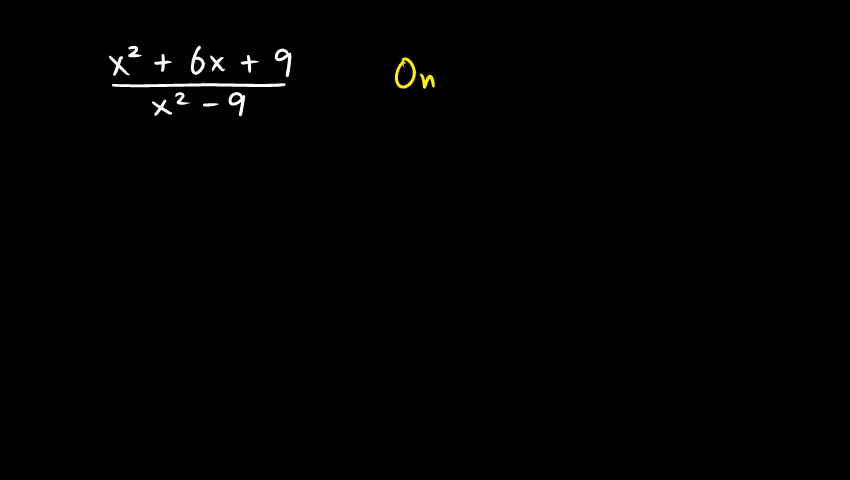 x² + 6x + 9
x² - 9
On